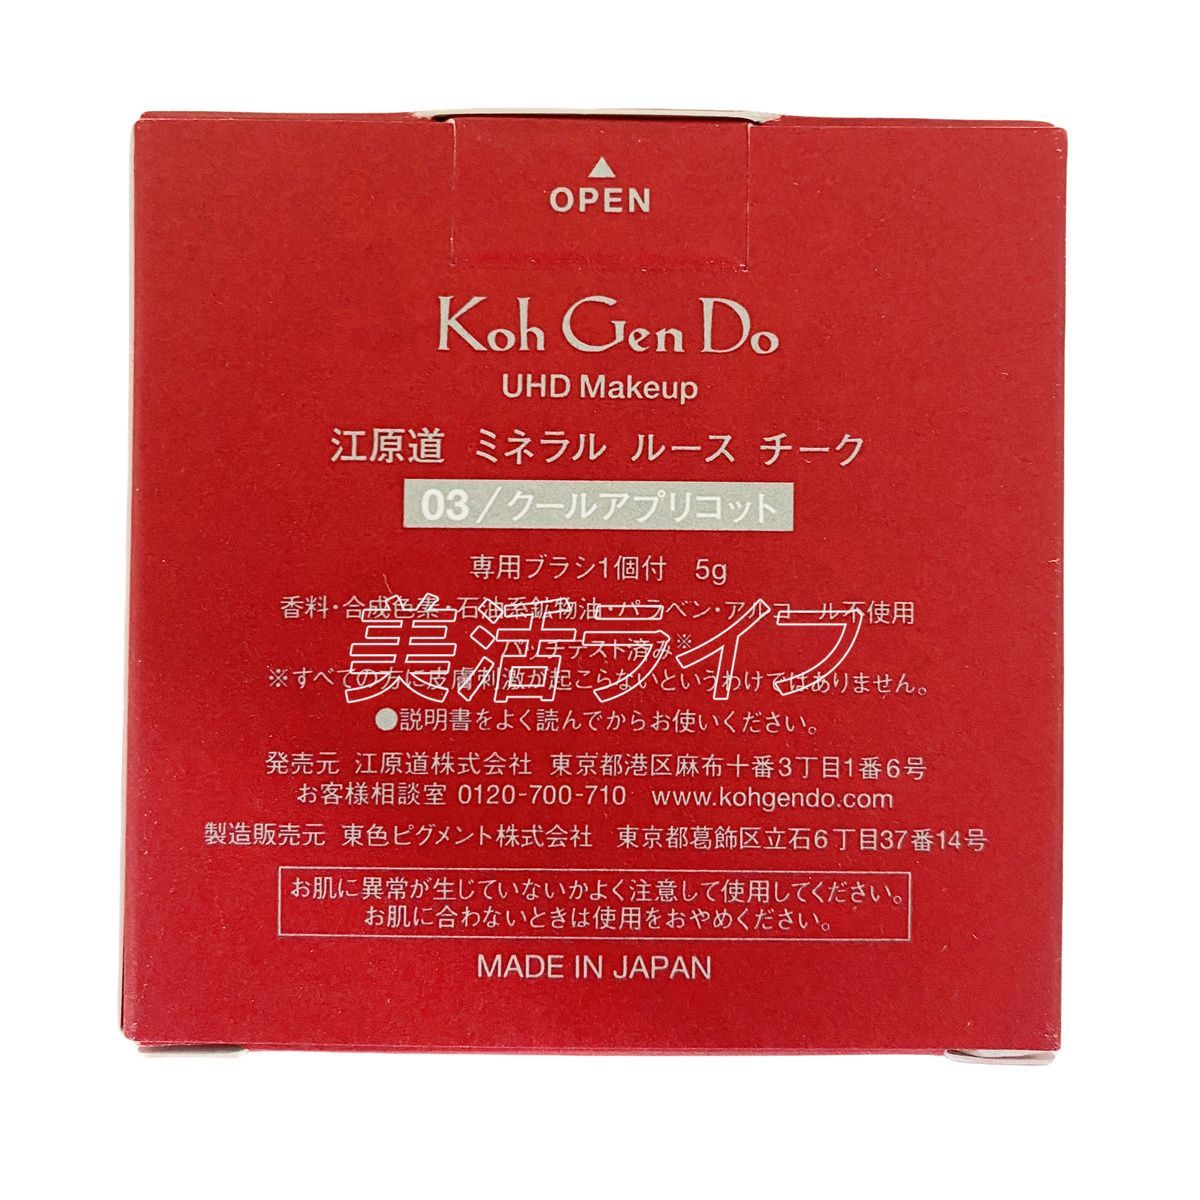 ▲
OPEN
Koh Gen Do
UHD Makeup
江原道 ミネラル ルース チーク
03/クールアプリコット
専用ブラシ1個付 5g
香料・合成色素・石油系鉱物油・パラベン・アルコール不使用
パッチテスト済み※
美活ライフ
※すべての方に皮膚刺激が起こらないというわけではありません。
●説明書をよく読んでからお使いください。
発売元 江原道株式会社 東京都港区麻布十番3丁目1番6号
お客様相談室 0120-700-710 www.kohgendo.com
製造販売元 東色ピグメント株式会社 東京都葛飾区立石6丁目37番14号
お肌に異常が生じていないかよく注意して使用してください。
お肌に合わないときは使用をおやめください。
MADE IN JAPAN